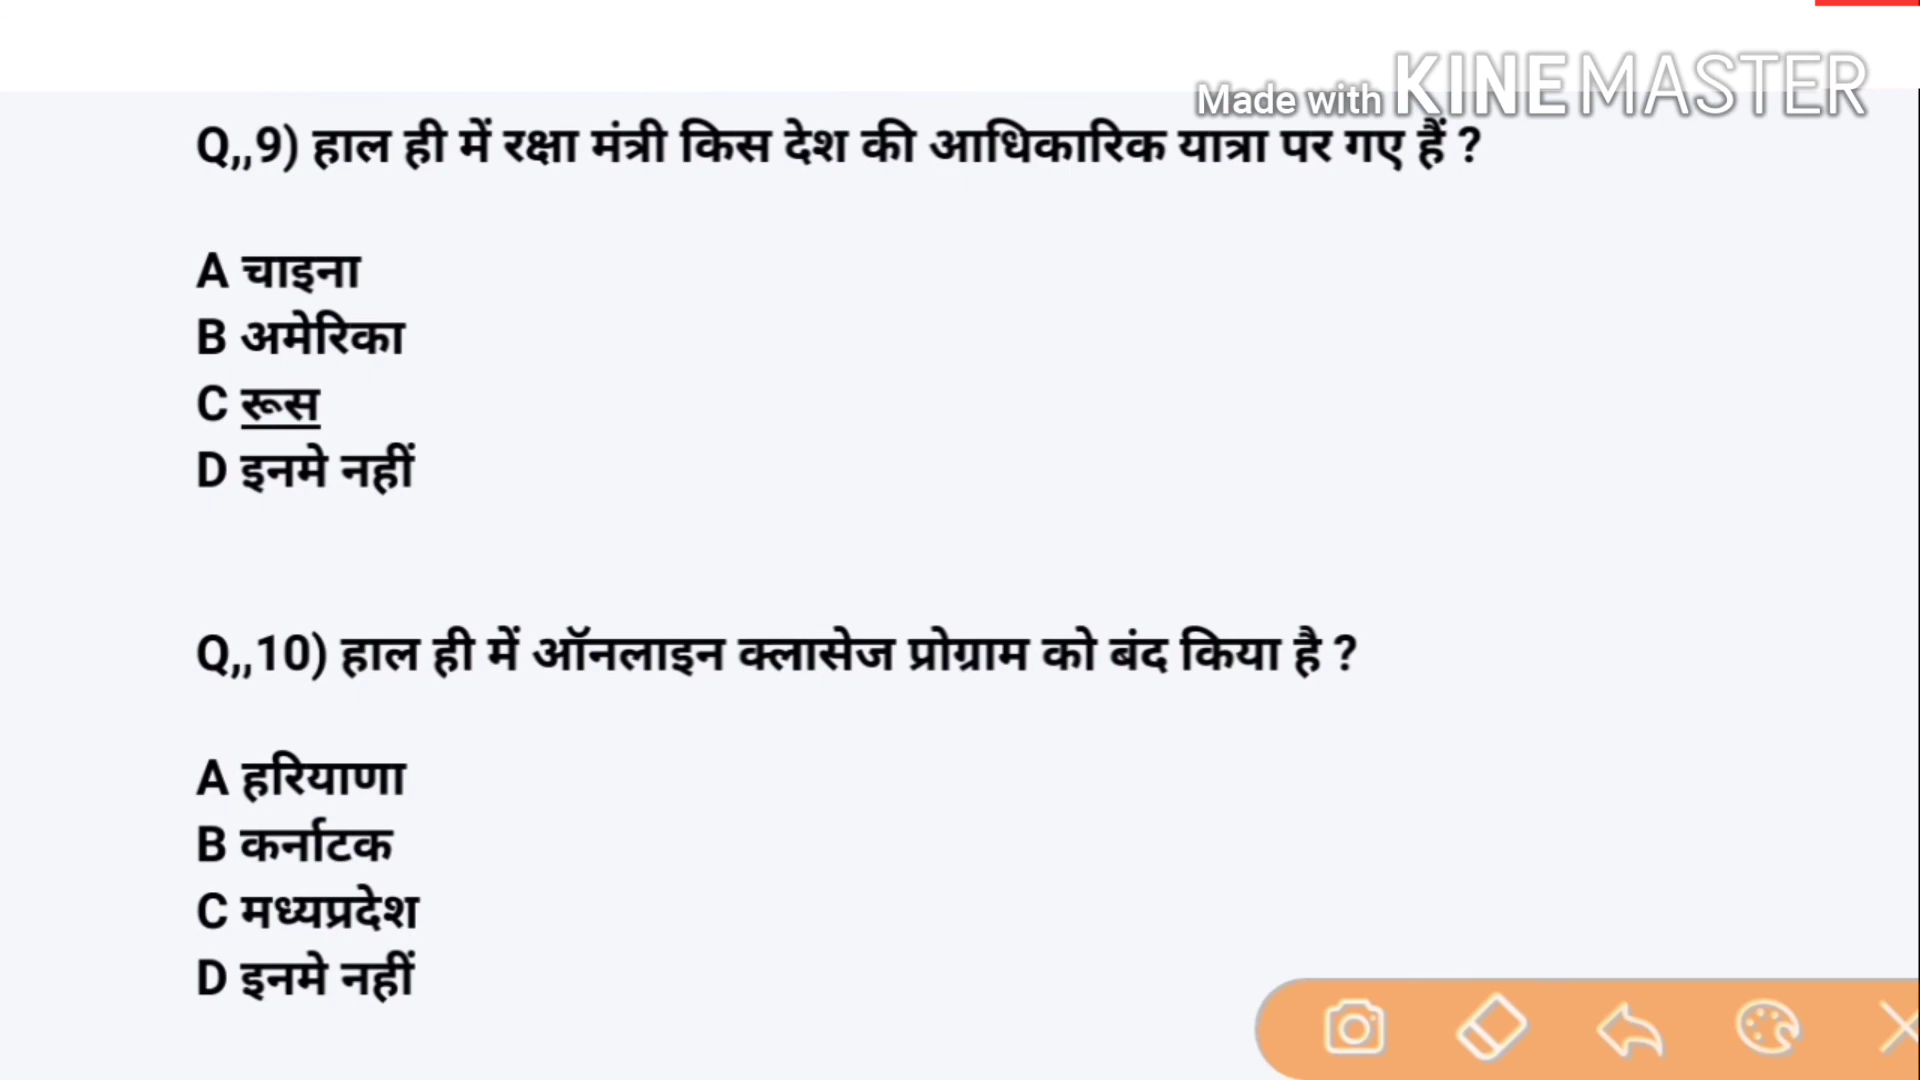 Made with KINEMASTER
Q,,9) हाल ही में रक्षा मंत्री किस देश की आधिकारिक यात्रा पर गए हैं ?
A चाइना
B अमेरिका
C रूस
D इनमे नहीं
Q,,10) हाल ही में ऑनलाइन क्लासेज प्रोग्राम को बंद किया है ?
A हरियाणा
B कर्नाटक
C मध्यप्रदेश
D इनमे नहीं